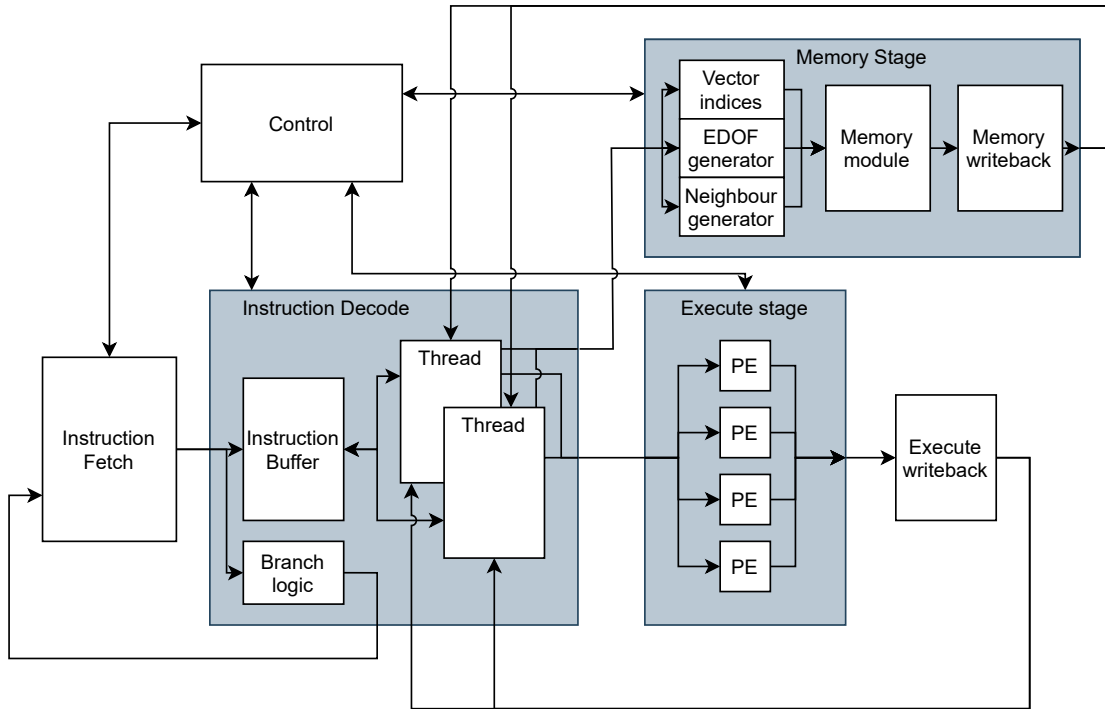 Memory Stage
Control
Vector
indices
EDOF
generator
Neighbour
generator
Memory
module
Memory
writeback
Instruction Decode
Execute stage
Thread
Thread
Instruction
Fetch
Instruction
Buffer
Branch
logic
PE
PE
PE
PE
Execute
writeback